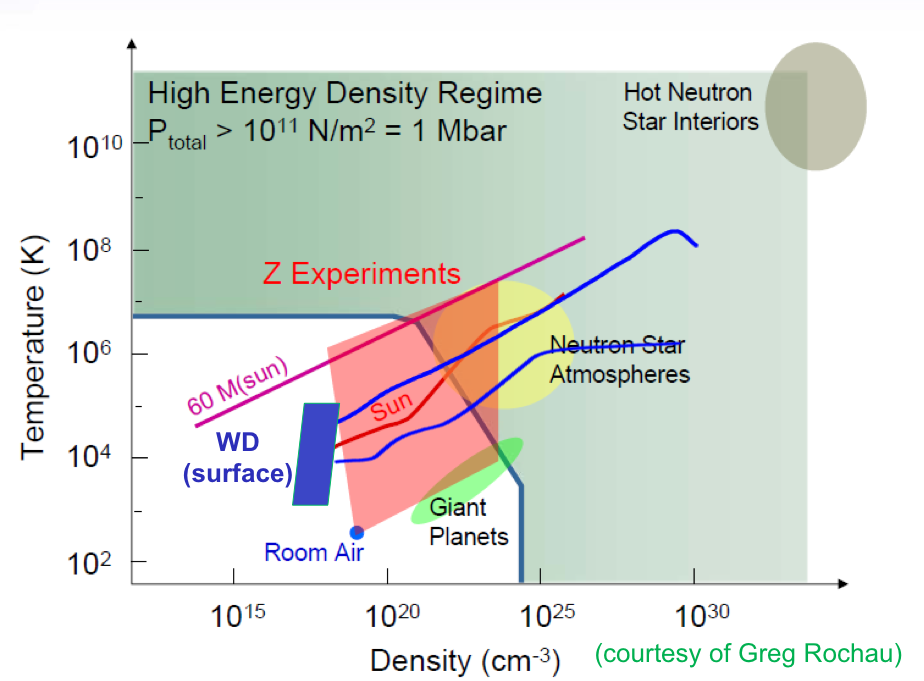 High Energy Density Regime
P_total > 10¹¹ N/m² = 1 Mbar
Hot Neutron
Star Interiors
10¹⁰
10⁸
Z Experiments
10⁶
Neutron Star
Atmospheres
60 M(sun)
Sun
WD
(surface)
10⁴
Giant
Planets
Room Air
10²
Temperature (K)
10¹⁵
10²⁰
10²⁵
10³⁰
Density (cm⁻³)
(courtesy of Greg Rochau)